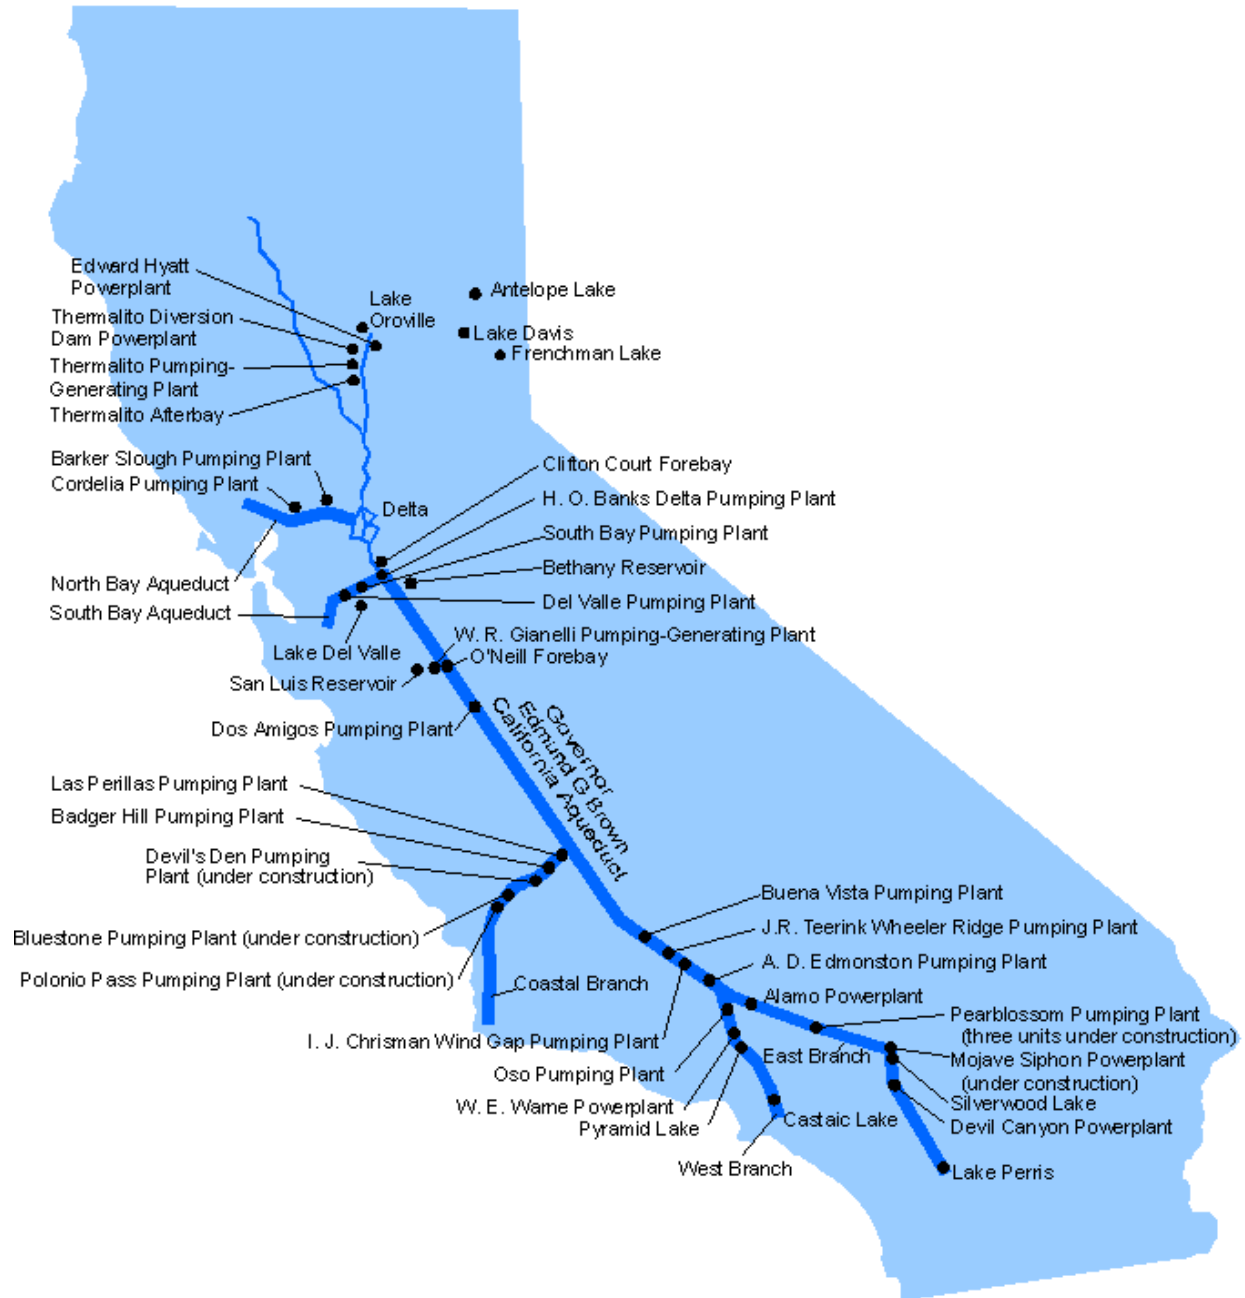 Edward Hyatt
Powerplant
Lake
Oroville
Antelope Lake
Thermalito Diversion
Dam Powerplant
Lake Davis
Frenchman Lake
Thermalito Pumping-
Generating Plant
Thermalito Afterbay
Barker Slough Pumping Plant
Cordelia Pumping Plant
Clifton Court Forebay
H. O. Banks Delta Pumping Plant
Delta
South Bay Pumping Plant
Bethany Reservoir
North Bay Aqueduct
South Bay Aqueduct
Del Valle Pumping Plant
Lake Del Valle
W. R. Gianelli Pumping-Generating Plant
O'Neill Forebay
San Luis Reservoir
Dos Amigos Pumping Plant
Governor
Edmund G Brown
California Aqueduct
Las Perillas Pumping Plant
Badger Hill Pumping Plant
Devil's Den Pumping
Plant (under construction)
Bluestone Pumping Plant (under construction)
Polonio Pass Pumping Plant (under construction)
Coastal Branch
Buena Vista Pumping Plant
J.R. Teerink Wheeler Ridge Pumping Plant
A. D. Edmonston Pumping Plant
Alamo Powerplant
I. J. Chrisman Wind Gap Pumping Plant
East Branch
Pearblossom Pumping Plant
(three units under construction)
Mojave Siphon Powerplant
(under construction)
Oso Pumping Plant
W. E. Warne Powerplant
Silverwood Lake
Pyramid Lake
Castaic Lake
Devil Canyon Powerplant
West Branch
Lake Perris